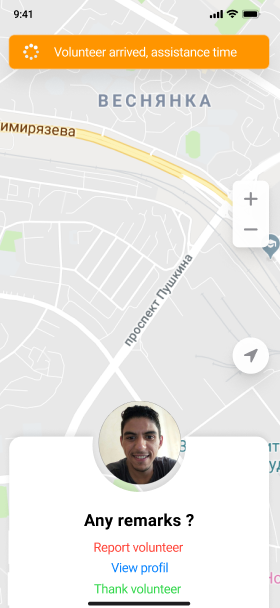 9:41
Volunteer arrived, assistance time
ВЕСНЯНКА
имирязева
проспект Пушкина
Any remarks ?
Report volunteer
View profil
Thank volunteer